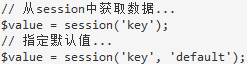 // 从session中获取数据...
$value = session('key');
// 指定默认值...
$value = session('key', 'default');